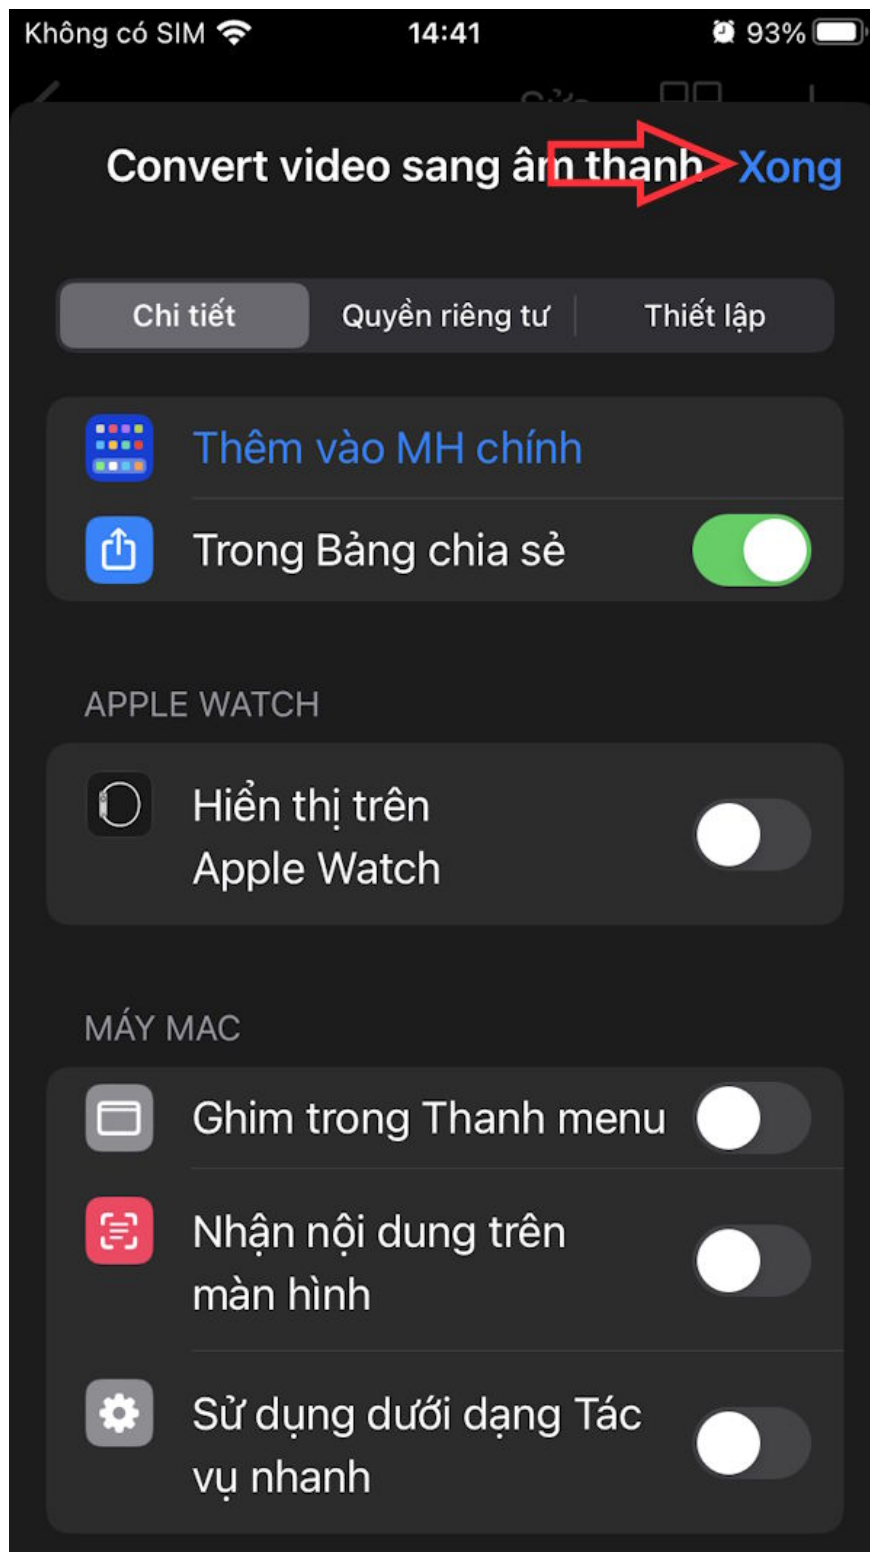 Không có SIM 14:41 93%
Sửa
Convert video sang âm thanh Xong
Chi tiết Quyền riêng tư Thiết lập
Thêm vào MH chính
Trong Bảng chia sẻ
APPLE WATCH
Hiển thị trên
Apple Watch
MÁY MAC
Ghim trong Thanh menu
Nhận nội dung trên
màn hình
Sử dụng dưới dạng Tác
vụ nhanh